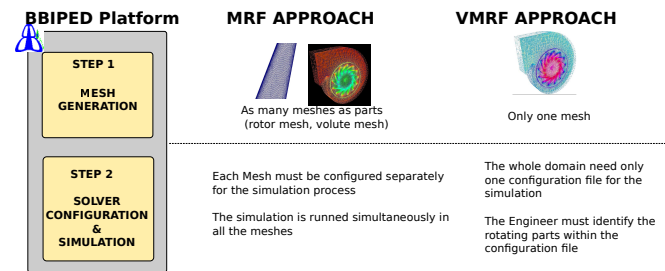 BBIPED Platform
MRF APPROACH
VMRF APPROACH
STEP 1
MESH
GENERATION
As many meshes as parts
(rotor mesh, volute mesh)
Only one mesh
STEP 2
SOLVER
CONFIGURATION
&
SIMULATION
Each Mesh must be configured separately
for the simulation process
The simulation is runned simultaneously in
all the meshes
The whole domain need only
one configuration file for the
simulation
The Engineer must identify the
rotating parts within the
configuration file